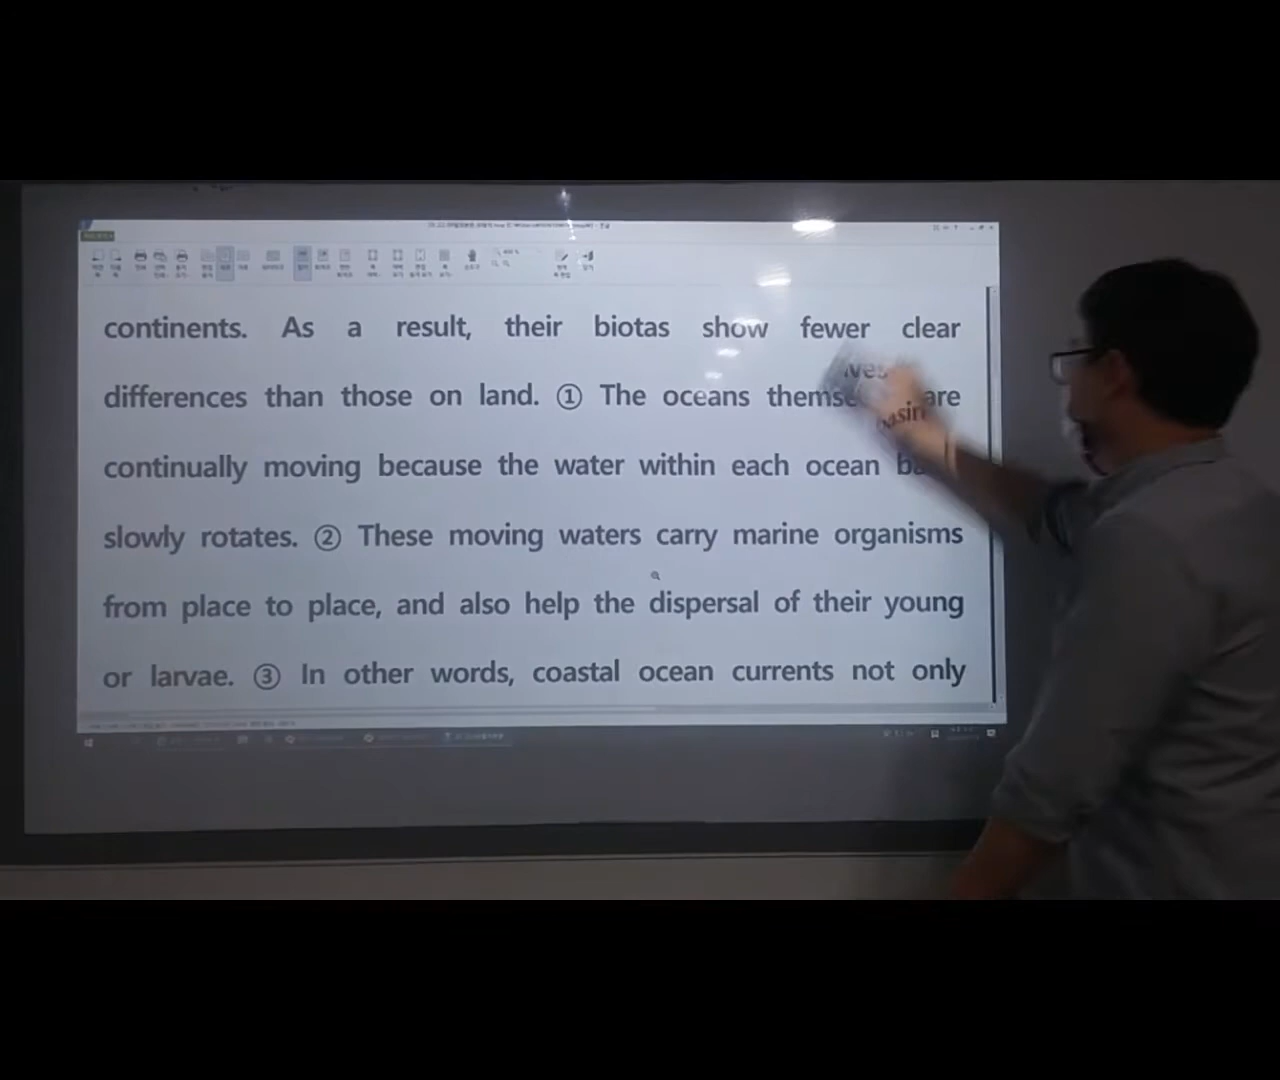 continents. As a result, their biotas show fewer clear
differences than those on land. ① The oceans themselves are
continually moving because the water within each ocean basin
slowly rotates. ② These moving waters carry marine organisms
from place to place, and also help the dispersal of their young
or larvae. ③ In other words, coastal ocean currents not only